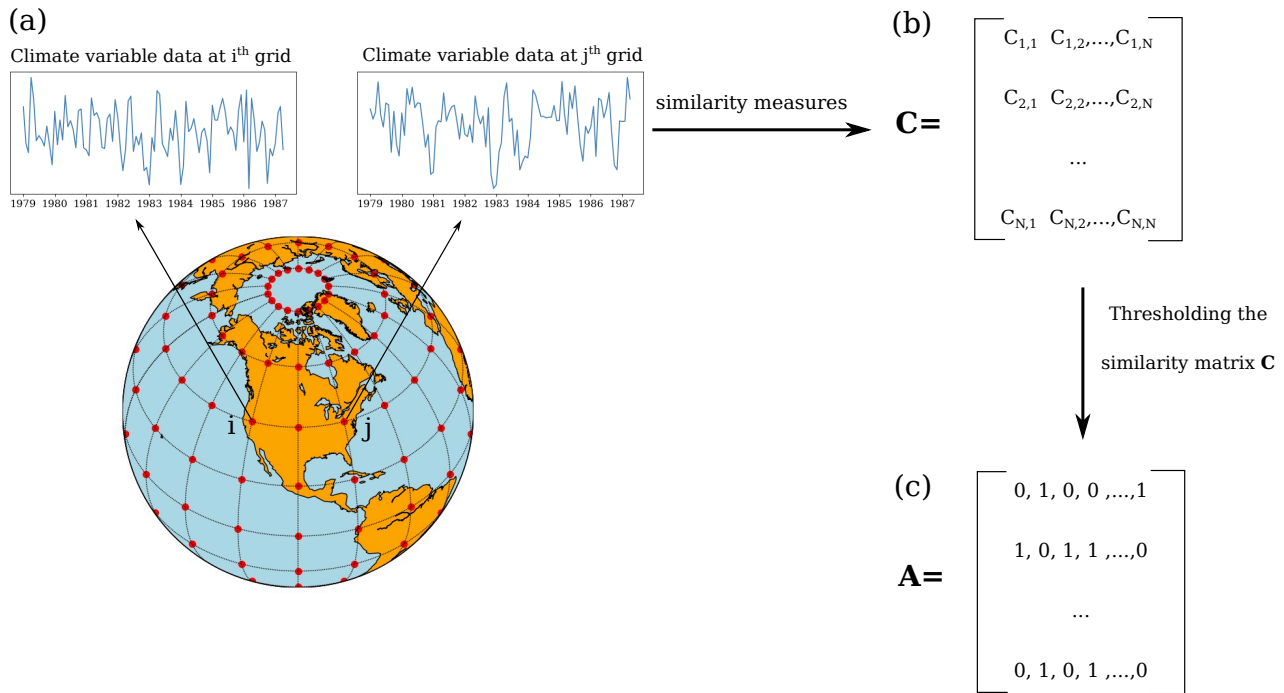 (a)
Climate variable data at iᵗʰ grid
Climate variable data at jᵗʰ grid
1979 1980 1981 1982 1983 1984 1985 1986 1987
1979 1980 1981 1982 1983 1984 1985 1986 1987
i
j
similarity measures
(b)
C=
C1,1 C1,2,...,C1,N
C2,1 C2,2,...,C2,N
...
CN,1 CN,2,...,CN,N
Thresholding the
similarity matrix C
(c)
A=
0, 1, 0, 0 ,...,1
1, 0, 1, 1 ,...,0
...
0, 1, 0, 1 ,...,0